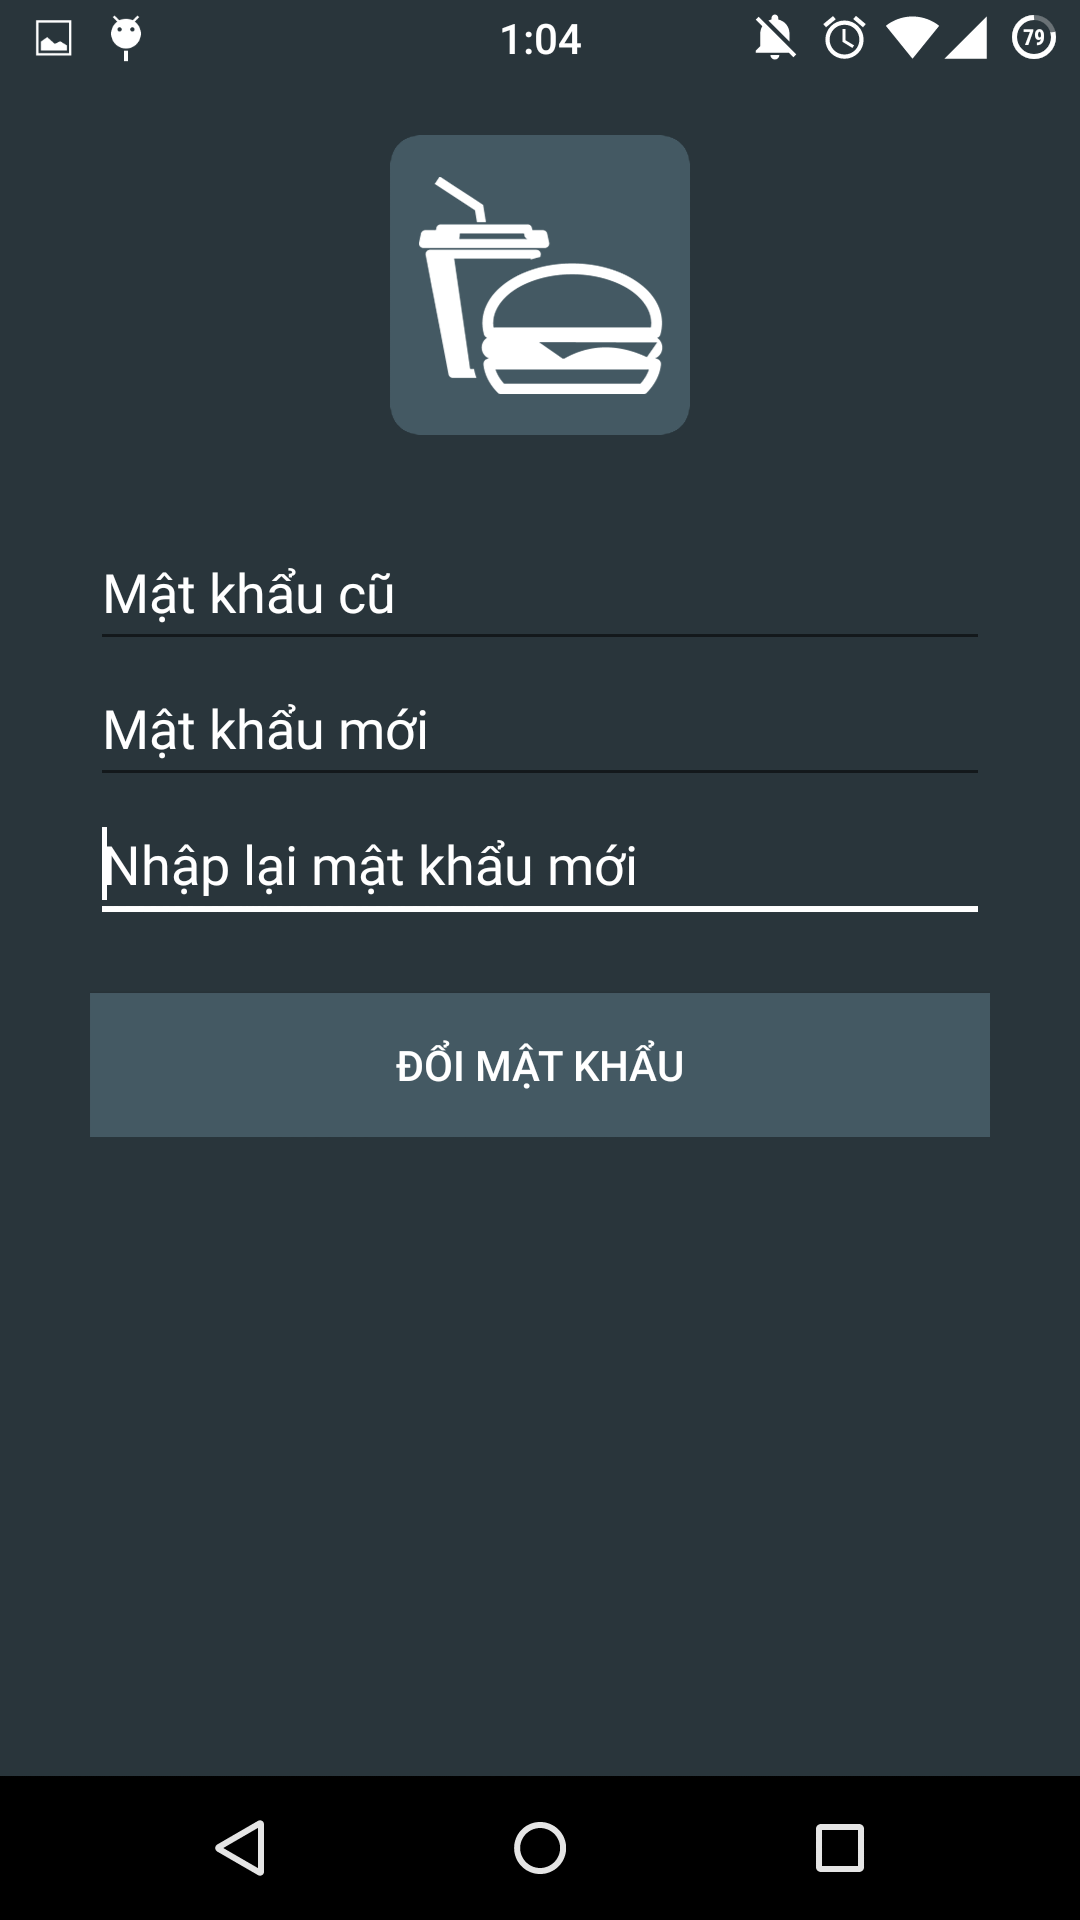 1:04
79
Mật khẩu cũ
Mật khẩu mới
Nhập lại mật khẩu mới
ĐỔI MẬT KHẨU